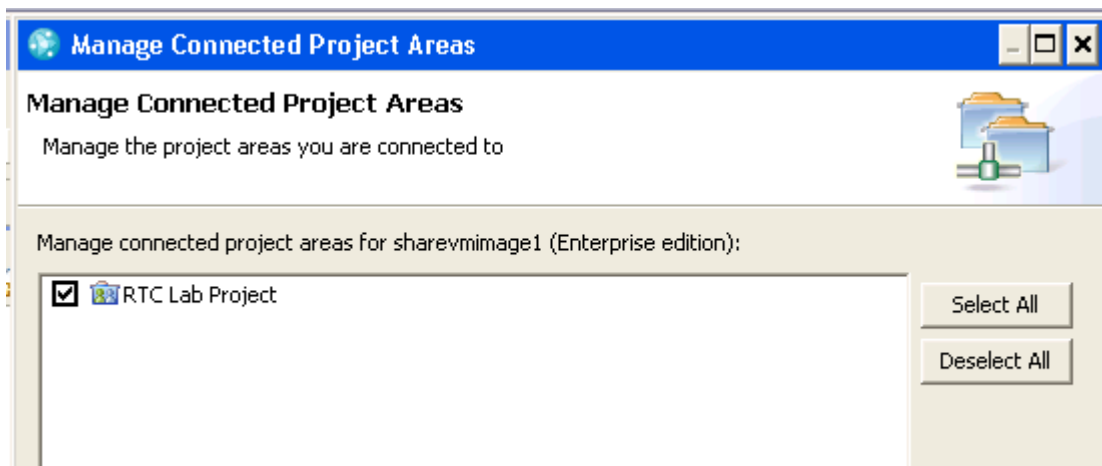 Manage Connected Project Areas
Manage Connected Project Areas
Manage the project areas you are connected to
Manage connected project areas for sharevmimage1 (Enterprise edition):
RTC Lab Project
Select All
Deselect All